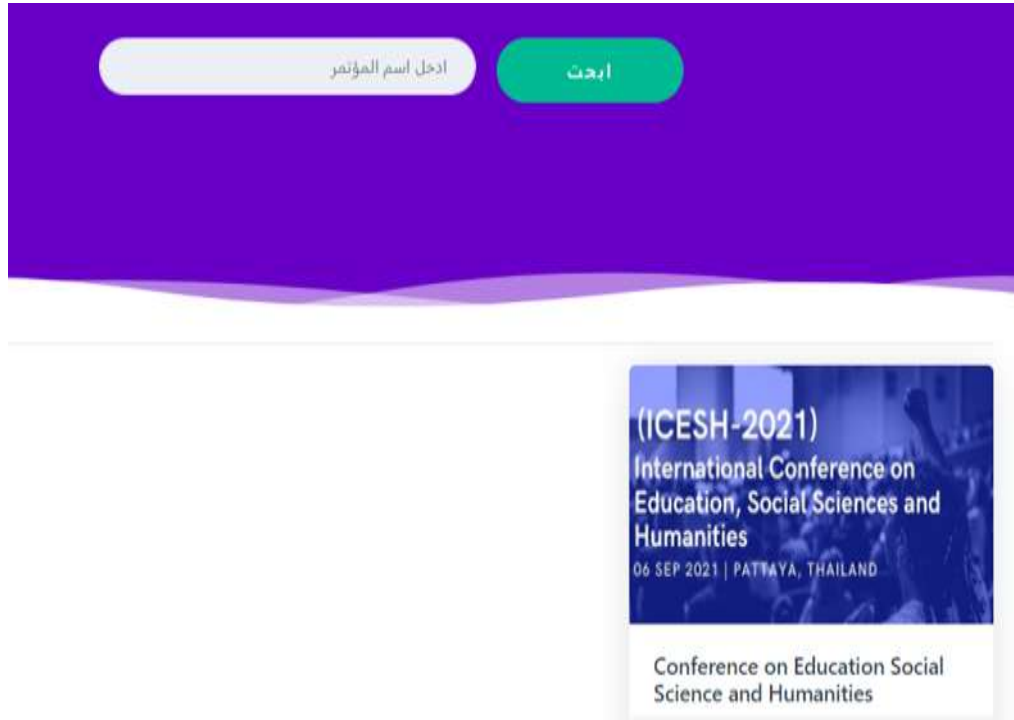 ادخل اسم المؤتمر
ابحث
(ICESH-2021)
International Conference on
Education, Social Sciences and
Humanities
06 SEP 2021 | PATTAYA, THAILAND
Conference on Education Social
Science and Humanities